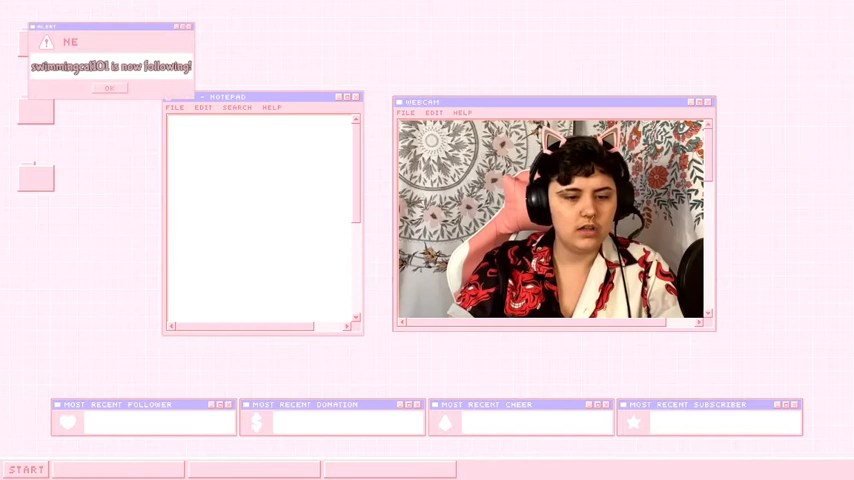 ALERT
NE
swimmingcat101 is now following!
OK
- NOTEPAD
FILE EDIT SEARCH HELP
WEBCAM
FILE EDIT HELP
MOST RECENT FOLLOWER
MOST RECENT DONATION
MOST RECENT CHEER
MOST RECENT SUBSCRIBER
START